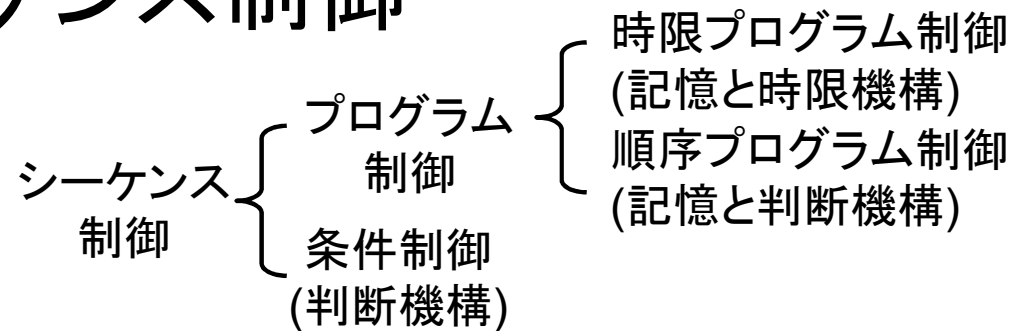 ンス制御
時限プログラム制御
(記憶と時限機構)
プログラム
制御
順序プログラム制御
(記憶と判断機構)
シーケンス
制御
条件制御
(判断機構)